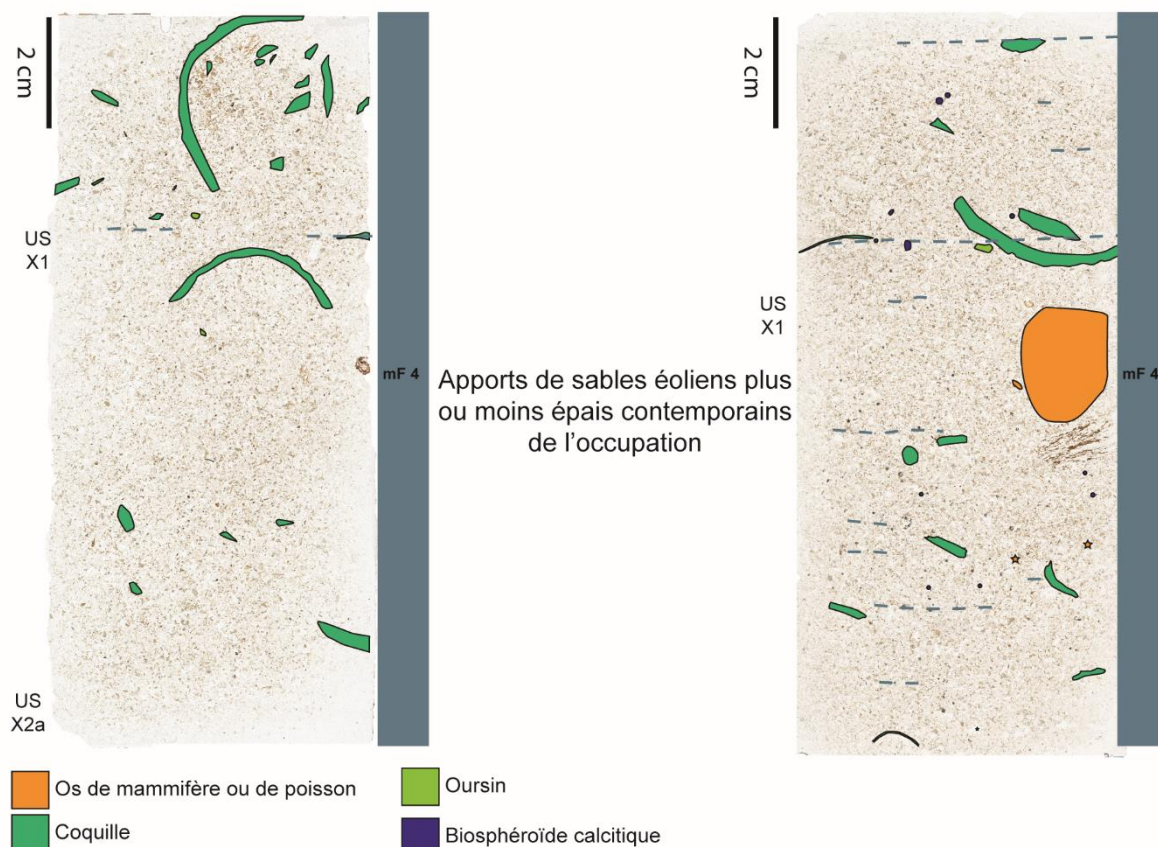 2 cm
US
X1
US
X2a
mF 4
Apports de sables éoliens plus
ou moins épais contemporains
de l'occupation
2 cm
US
X1
mF 4
Os de mammifère ou de poisson
Coquille
Oursin
Biosphéroïde calcitique